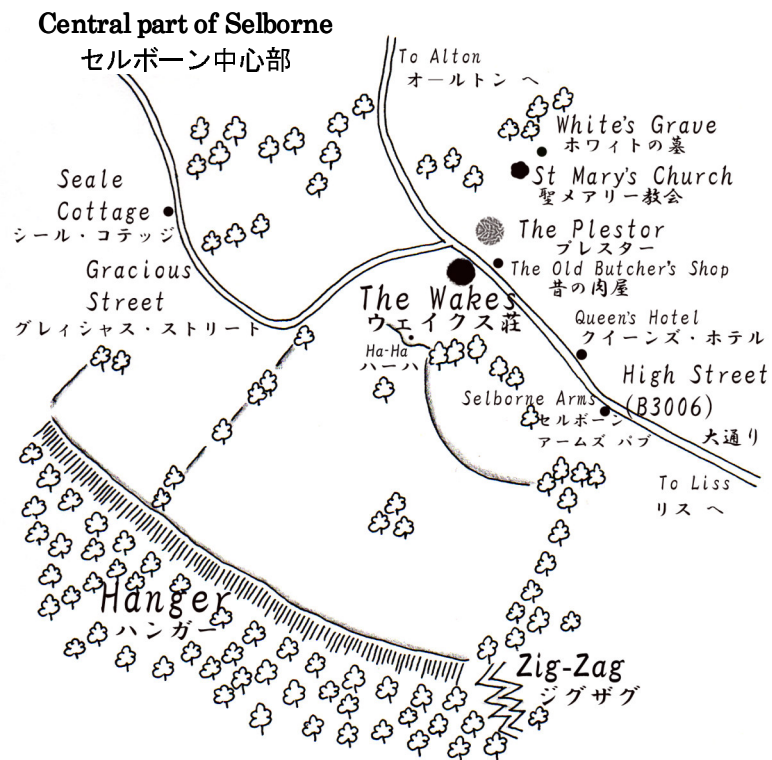 Central part of Selborne
セルボーン中心部
To Alton
オールトン へ
White's Grave
ホワィトの墓
St Mary's Church
聖メアリー教会
Seale
Cottage
シール・コテッジ
The Plestor
プレスター
Gracious
Street
グレィシャス・ストリート
The Old Butcher's Shop
昔の肉屋
The Wakes
ウェイクス荘
Queen's Hotel
クイーンズ・ホテル
Ha-Ha
ハーハ
High Street
(B3006)
大通り
Selborne Arms
セルボーン
アームズ パブ
To Liss
リス へ
Hanger
ハンガー
Zig-Zag
ジグザグ